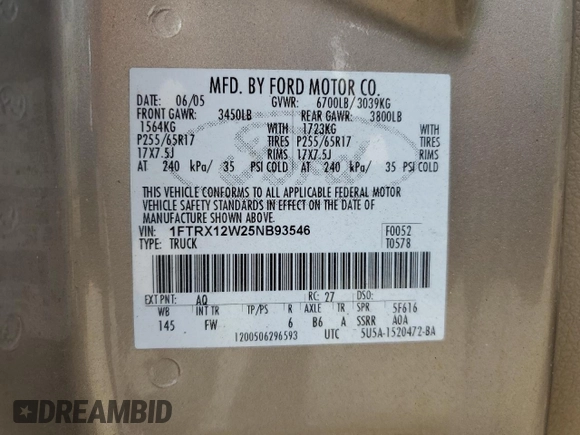 MFD. BY FORD MOTOR CO.
DATE: 06/05 GVWR: 6700LB/3039KG
FRONT GAWR: 3450LB REAR GAWR: 3800LB
1564KG WITH 1723KG WITH
P255/65R17 TIRES P255/65R17 TIRES
17X7.5J RIMS 17X7.5J RIMS
AT 240 kPa/ 35 PSI COLD AT 240 kPa/ 35 PSI COLD
THIS VEHICLE CONFORMS TO ALL APPLICABLE FEDERAL MOTOR
VEHICLE SAFETY STANDARDS IN EFFECT ON THE DATE OF
MANUFACTURE SHOWN ABOVE.
VIN: 1FTRX12W25NB93546 F0052
TYPE: TRUCK T0578
EXT PNT: AQ RC: 27 DSO:
WB INT TR TP/PS R AXLE TR SPR 5F616
145 FW 6 B6 A SSRR AOA
1200506296593 UTC 5U5A-1520472-BA
DREAMBID